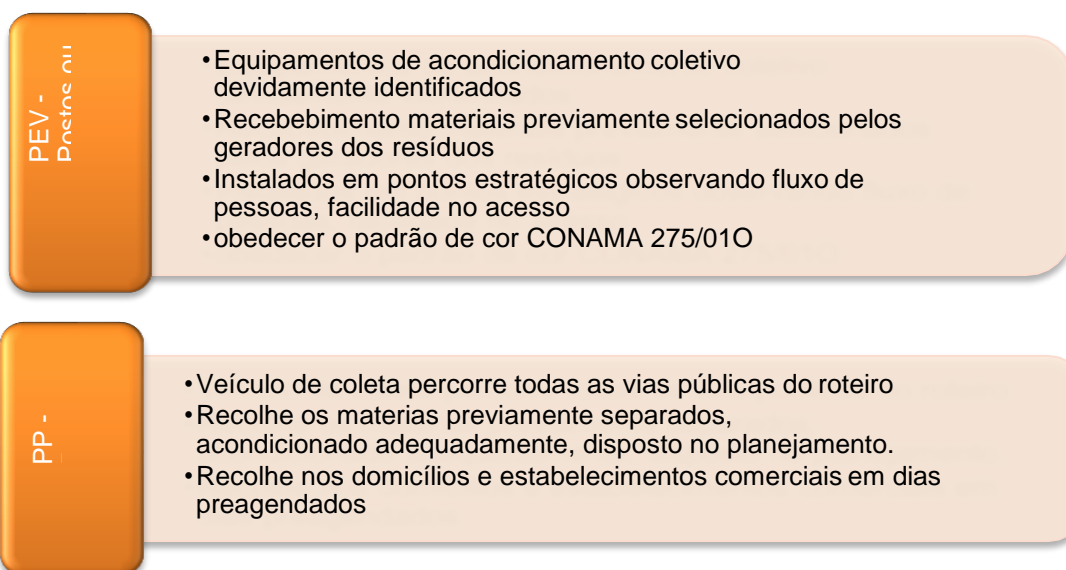 PEV -
Postos ou
•Equipamentos de acondicionamento coletivo
devidamente identificados
•Recebebimento materiais previamente selecionados pelos
geradores dos resíduos
•Instalados em pontos estratégicos observando fluxo de
pessoas, facilidade no acesso
•obedecer o padrão de cor CONAMA 275/01O
PP -
•Veículo de coleta percorre todas as vias públicas do roteiro
•Recolhe os materias previamente separados,
acondicionado adequadamente, disposto no planejamento.
•Recolhe nos domicílios e estabelecimentos comerciais em dias
preagendados